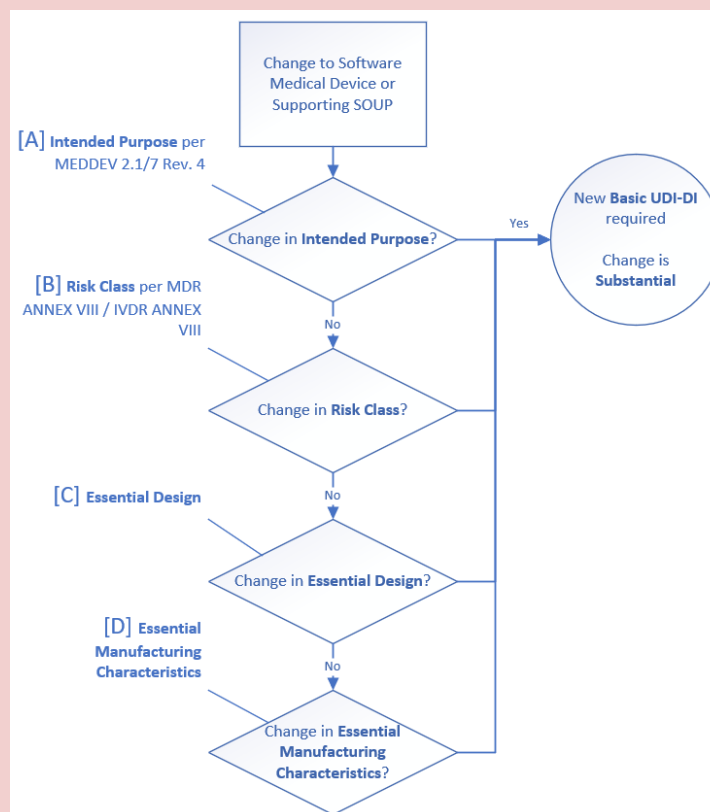 Change to Software
Medical Device or
Supporting SOUP
[A] Intended Purpose per
MEDDEV 2.1/7 Rev. 4
Change in Intended Purpose?
Yes
New Basic UDI-DI
required
Change is
Substantial
No
[B] Risk Class per MDR
ANNEX VIII / IVDR ANNEX
VIII
Change in Risk Class?
No
[C] Essential Design
Change in Essential Design?
No
[D] Essential
Manufacturing
Characteristics
Change in Essential
Manufacturing
Characteristics?